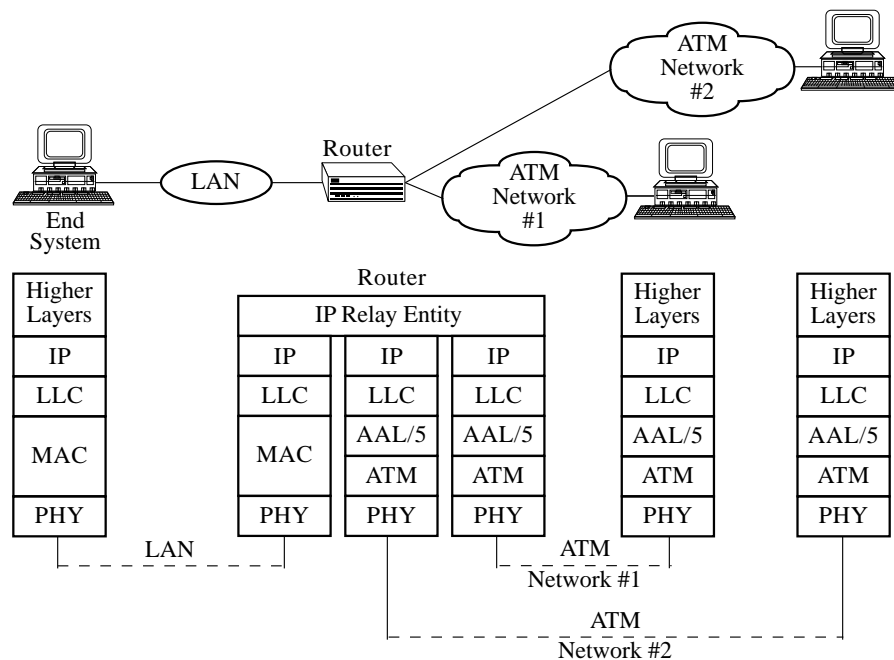 ATM
Network
#2
Router
LAN
ATM
Network
#1
End
System
Router
Higher
Layers
IP
LLC
MAC
PHY
IP Relay Entity
IP
LLC
MAC
PHY
IP
LLC
AAL/5
ATM
PHY
IP
LLC
AAL/5
ATM
PHY
Higher
Layers
IP
LLC
AAL/5
ATM
PHY
Higher
Layers
IP
LLC
AAL/5
ATM
PHY
LAN
ATM
Network #1
ATM
Network #2